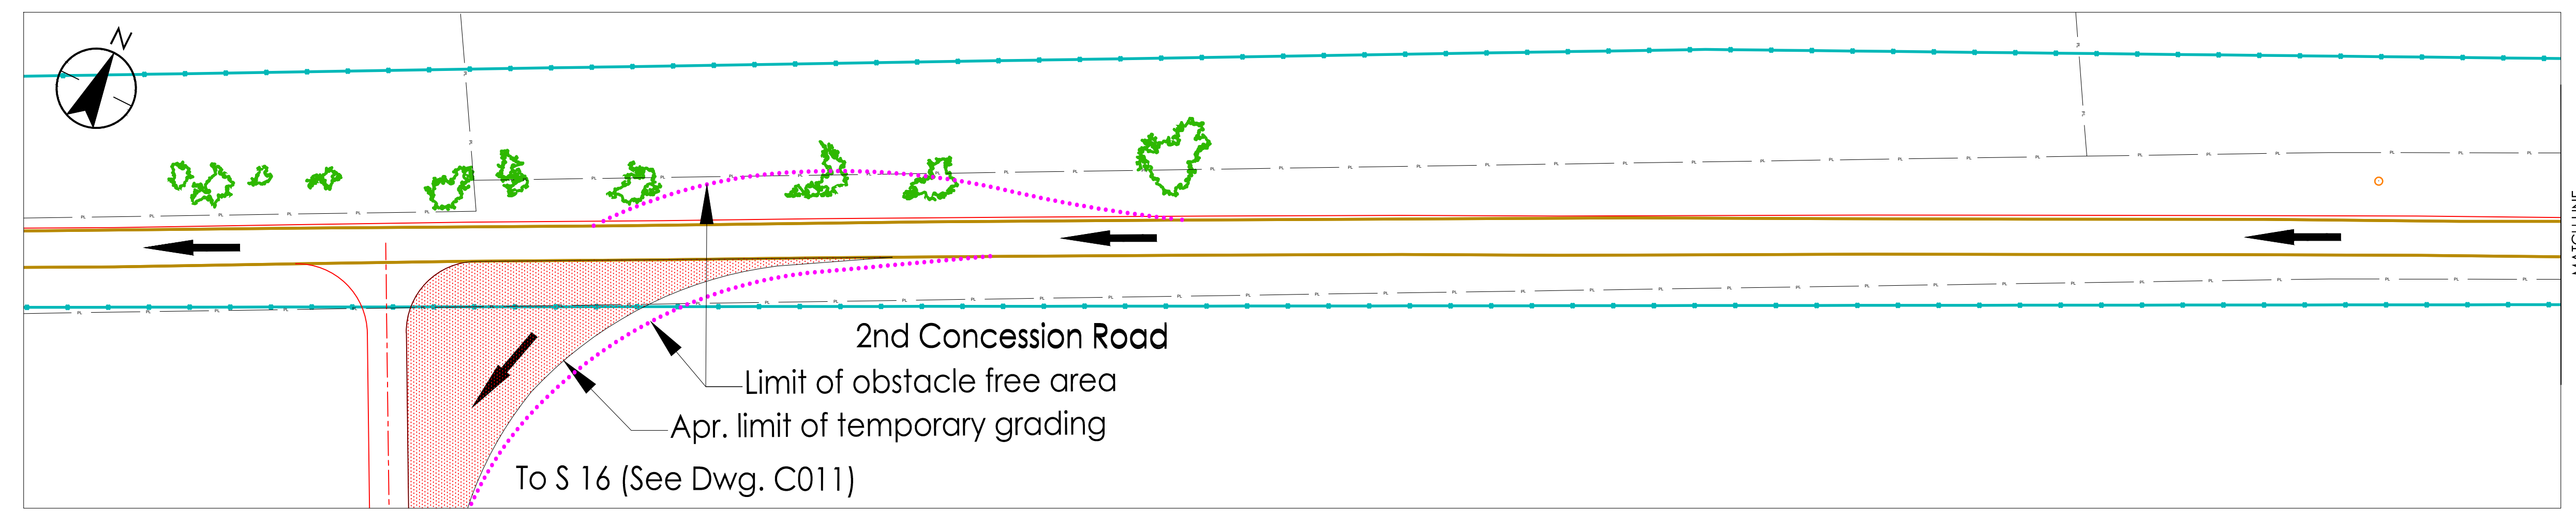 N
2nd Concession Road
Limit of obstacle free area
Apr. limit of temporary grading
To S 16 (See Dwg. C011)